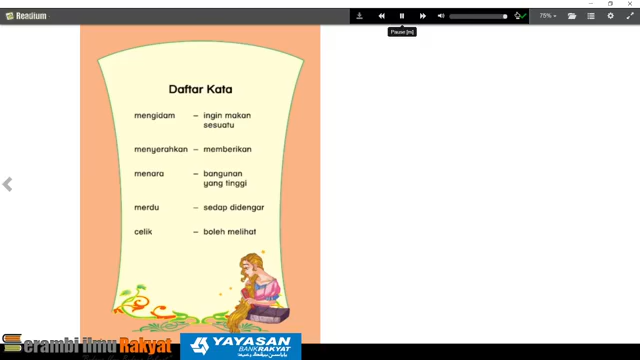 Readium
78%
Pause [m]
Daftar Kata
mengidam – ingin makan
sesuatu
menyerahkan – memberikan
menara – bangunan
yang tinggi
merdu – sedap didengar
celik – boleh melihat
Serambi Ilmu Rakyat
YAYASAN
BANK RAKYAT